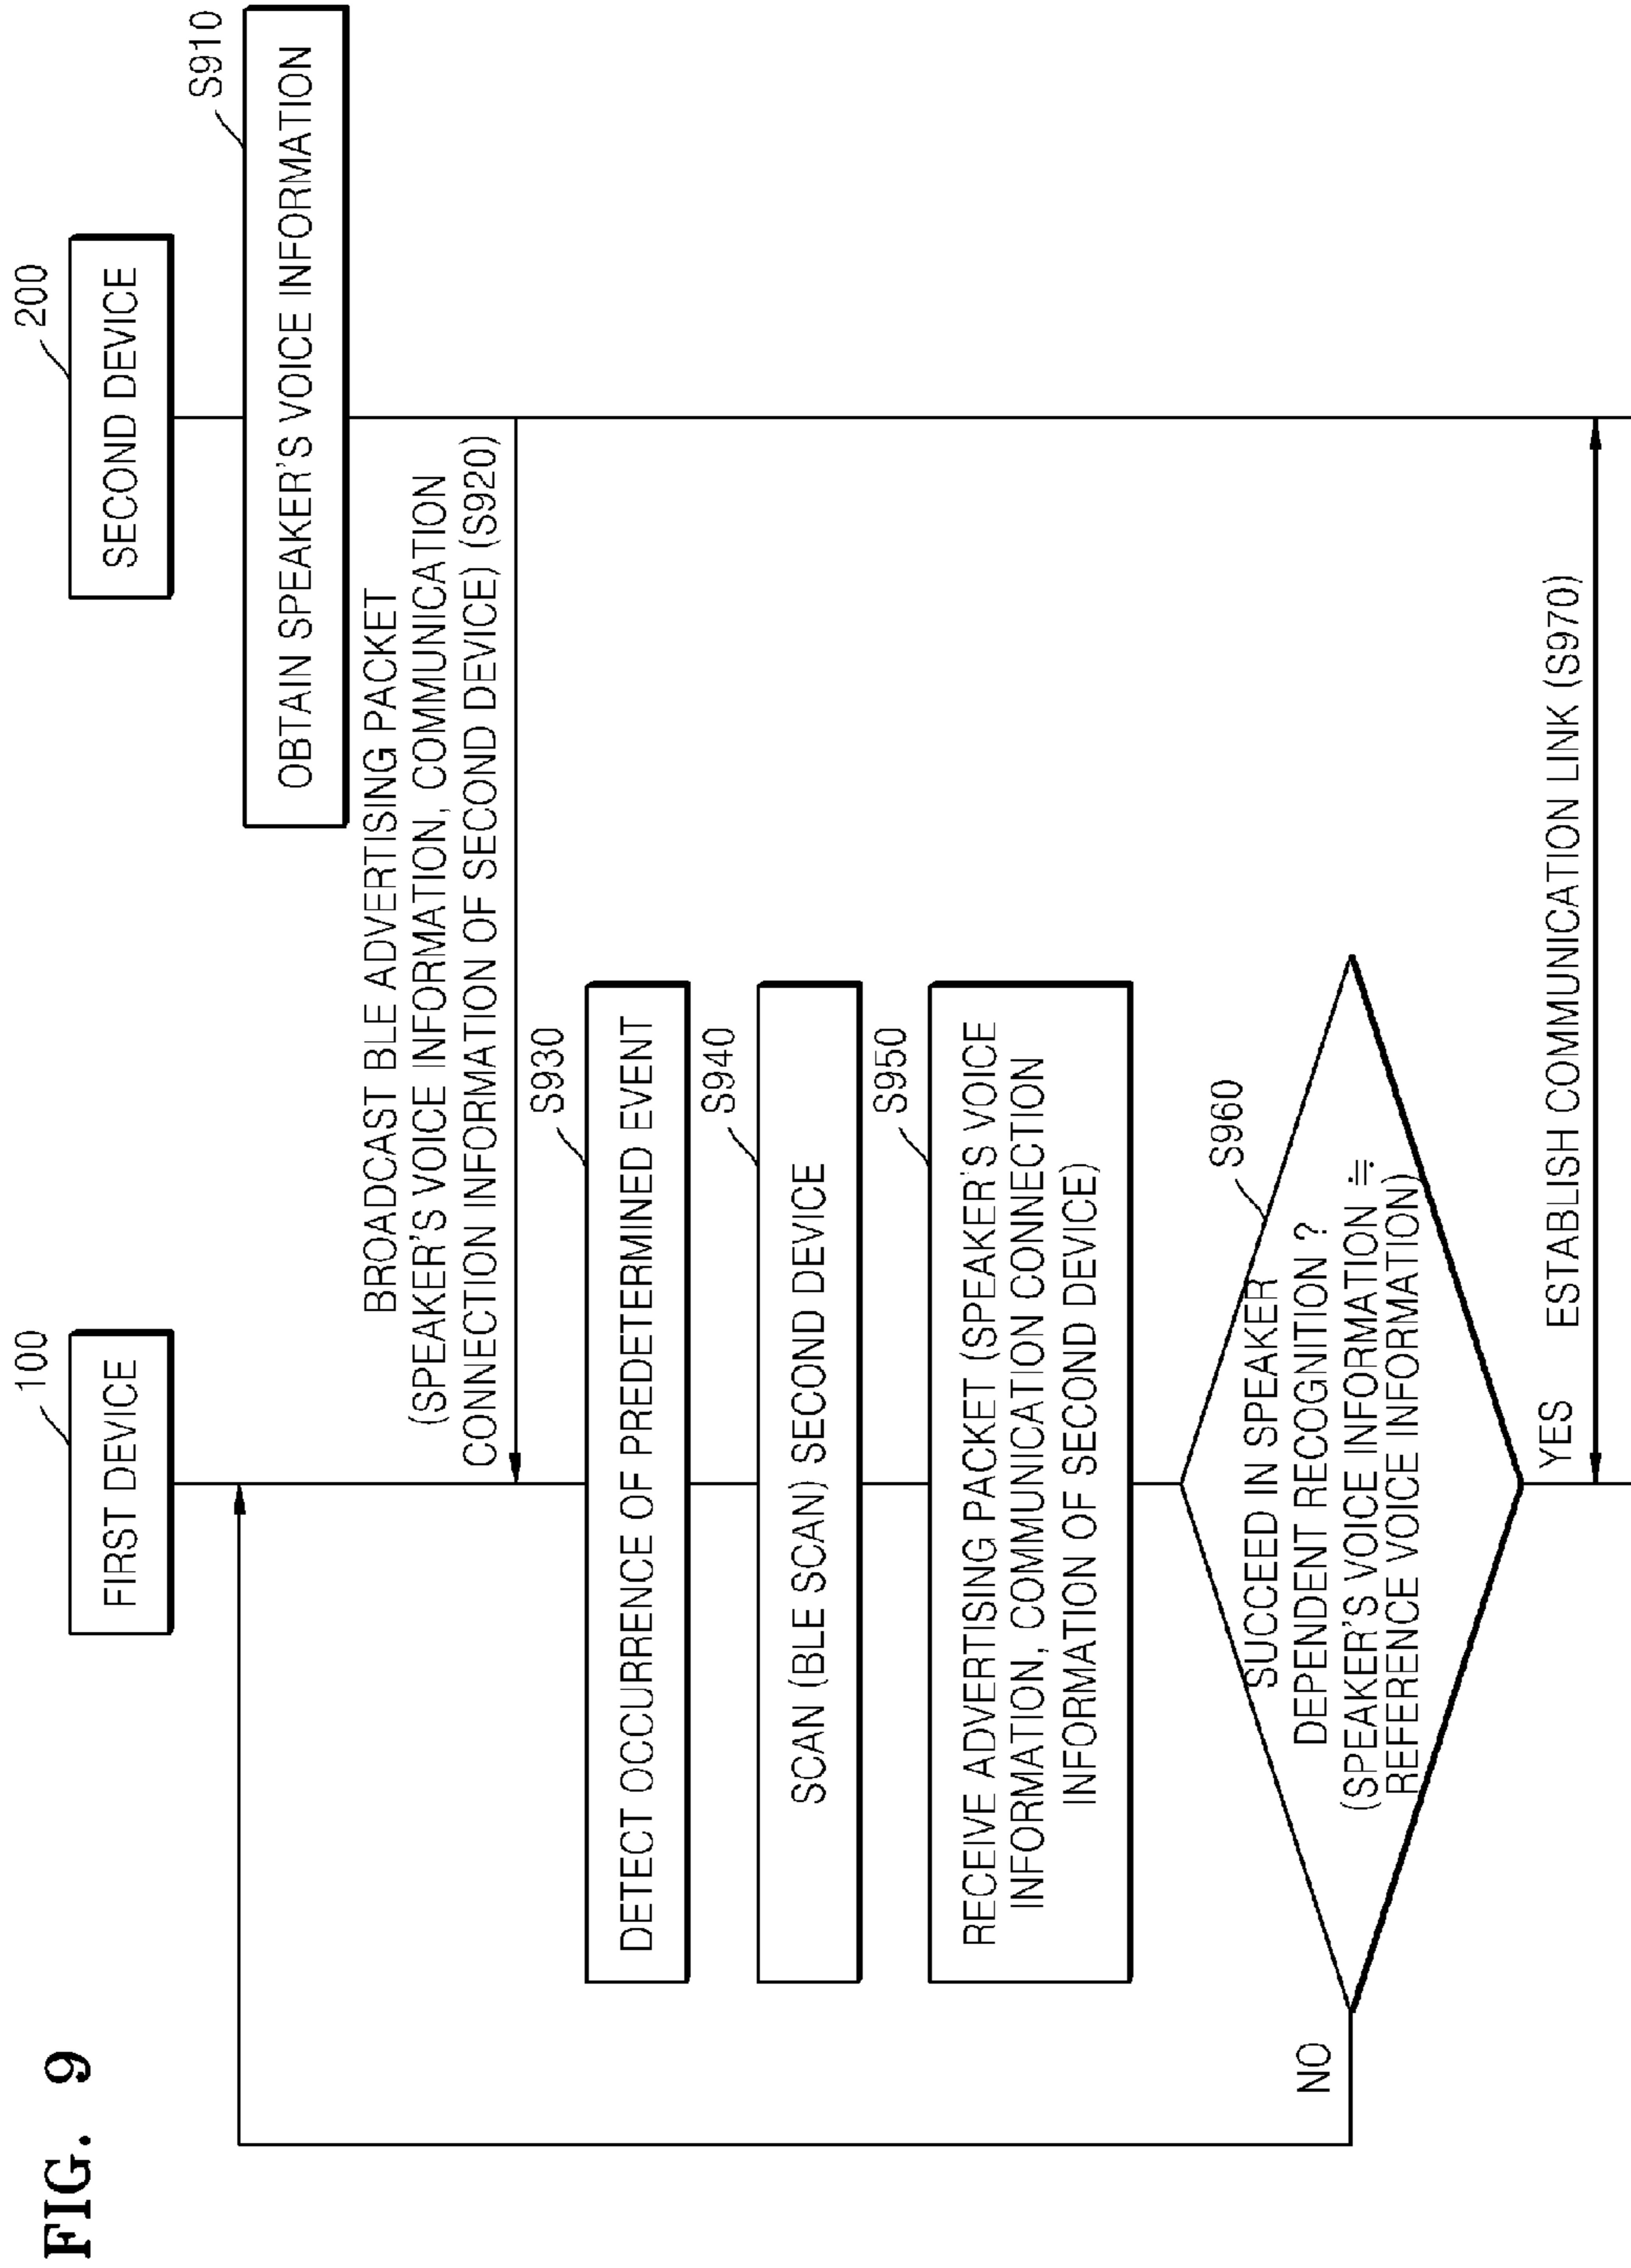 FIG. 9
100
FIRST DEVICE
200
SECOND DEVICE
S910
OBTAIN SPEAKER'S VOICE INFORMATION
BROADCAST BLE ADVERTISING PACKET
(SPEAKER'S VOICE INFORMATION, COMMUNICATION
CONNECTION INFORMATION OF SECOND DEVICE) (S920)
S930
DETECT OCCURRENCE OF PREDETERMINED EVENT
S940
SCAN (BLE SCAN) SECOND DEVICE
S950
RECEIVE ADVERTISING PACKET (SPEAKER'S VOICE
INFORMATION, COMMUNICATION CONNECTION
INFORMATION OF SECOND DEVICE)
S960
SUCCEED IN SPEAKER
DEPENDENT RECOGNITION ?
(SPEAKER'S VOICE INFORMATION ≒
REFERENCE VOICE INFORMATION)
NO
YES
ESTABLISH COMMUNICATION LINK (S970)